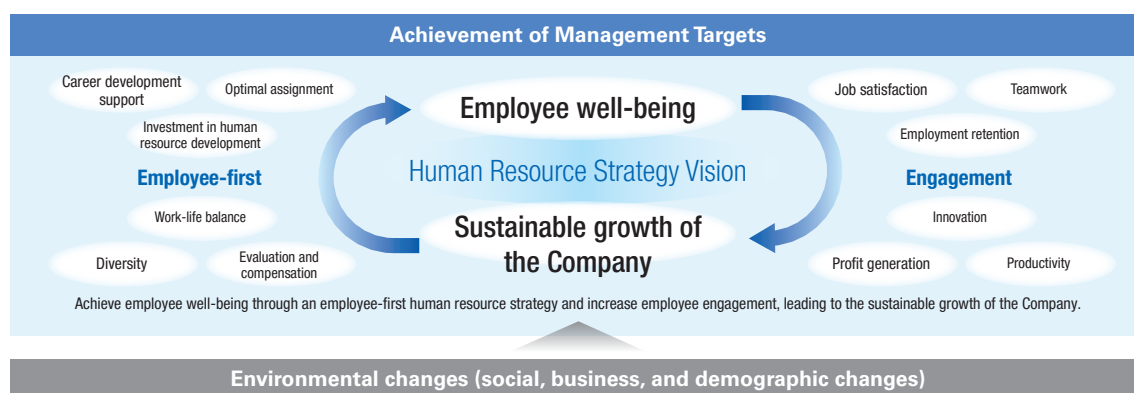 Achievement of Management Targets
Career development
support
Optimal assignment
Investment in human
resource development
Employee-first
Work-life balance
Diversity
Evaluation and
compensation
Employee well-being
Human Resource Strategy Vision
Sustainable growth of
the Company
Job satisfaction
Teamwork
Employment retention
Engagement
Innovation
Profit generation
Productivity
Achieve employee well-being through an employee-first human resource strategy and increase employee engagement, leading to the sustainable growth of the Company.
Environmental changes (social, business, and demographic changes)